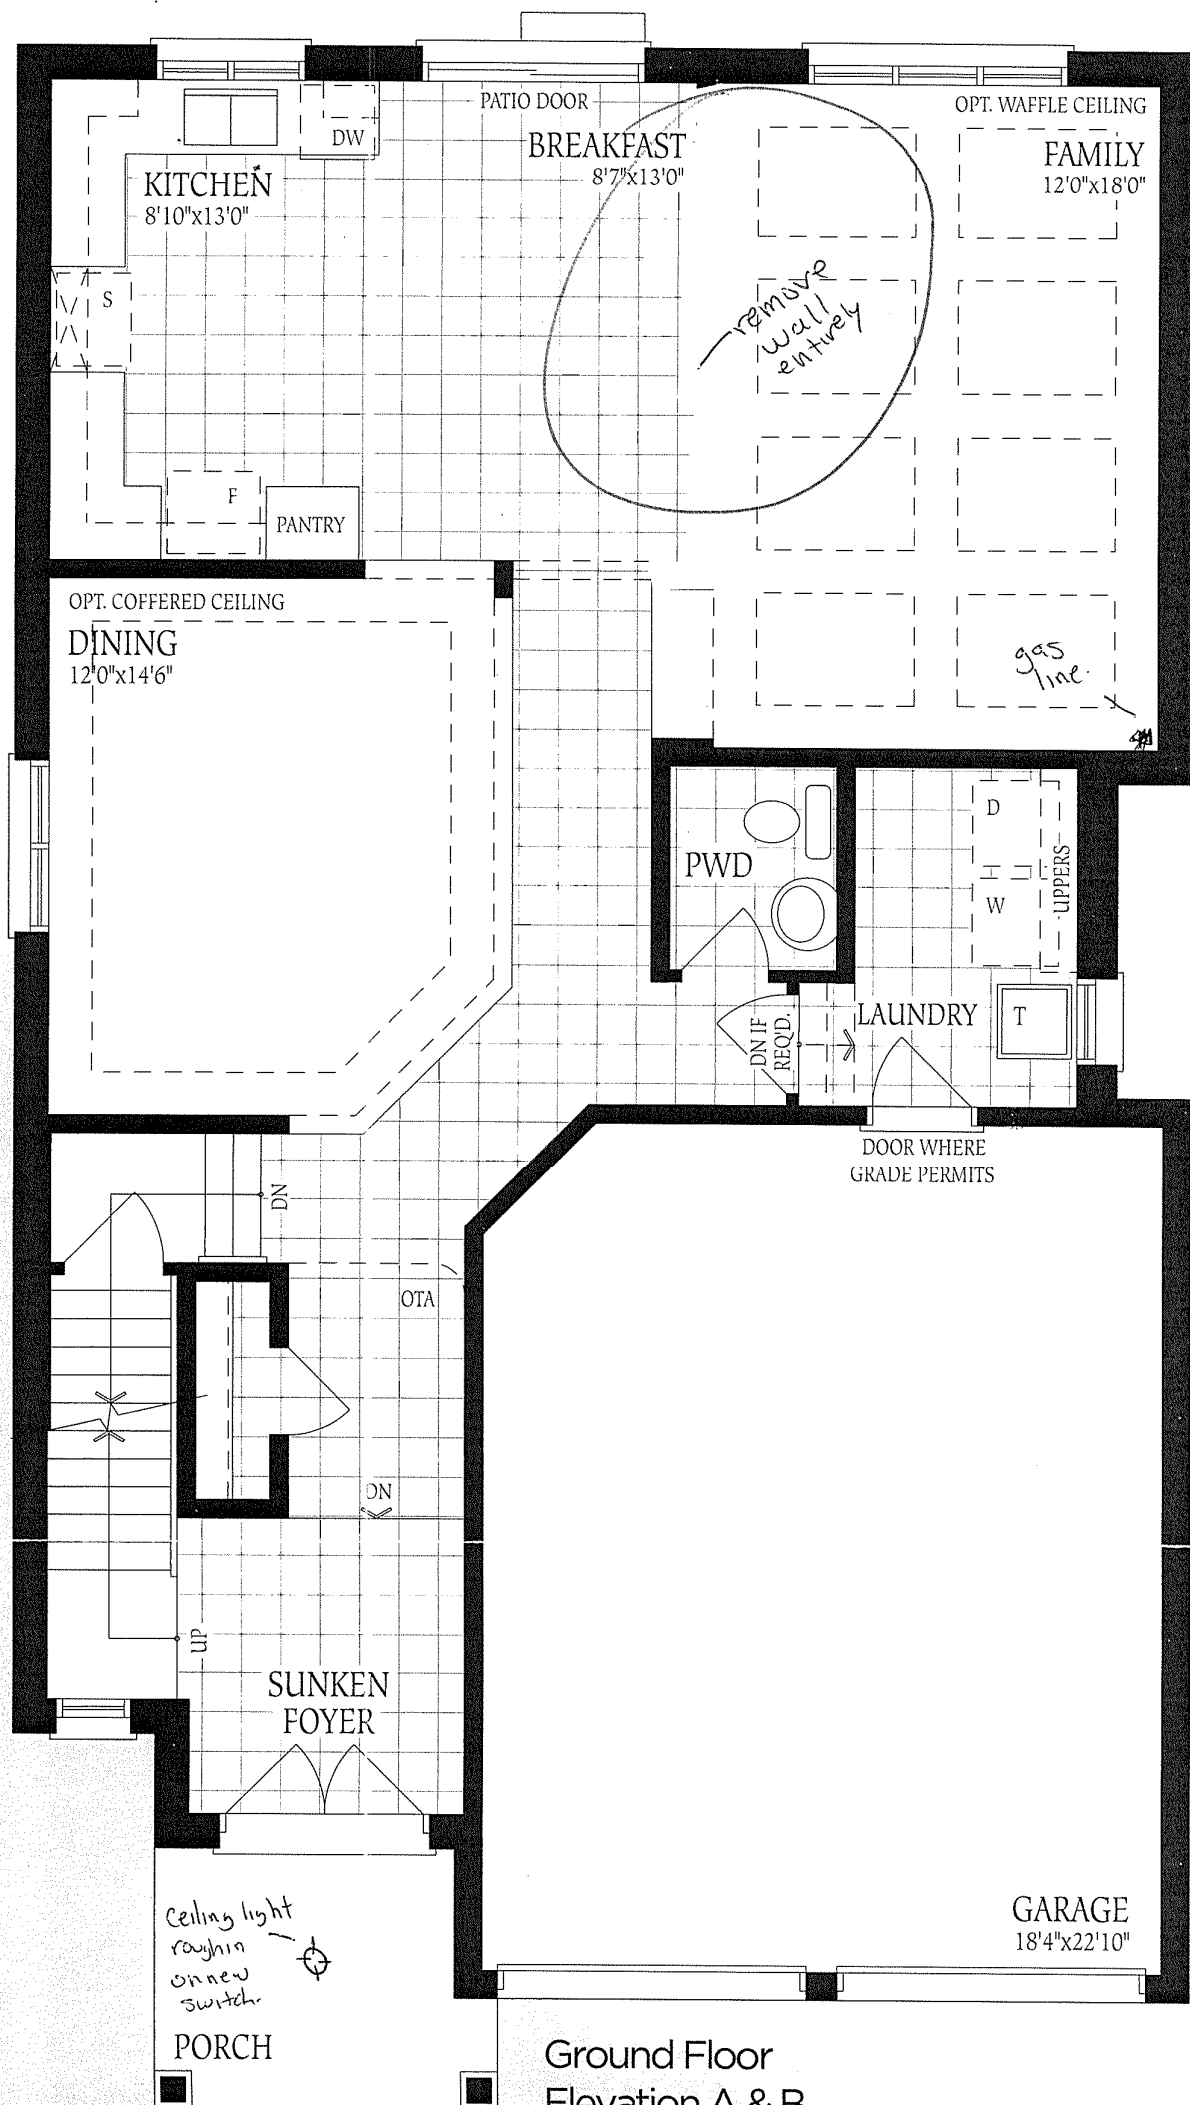 PATIO DOOR
OPT. WAFFLE CEILING
DW
BREAKFAST
8'7"x13'0"
FAMILY
12'0"x18'0"
KITCHEN
8'10"x13'0"
S
remove
wall
entirely
F
PANTRY
OPT. COFFERED CEILING
DINING
12'0"x14'6"
gas
line.
D
W
UPPERS
PWD
LAUNDRY
T
DN IF
REQ'D.
DOOR WHERE
GRADE PERMITS
DN
OTA
DN
UP
SUNKEN
FOYER
Ceiling light
roughin
on new
switch.
PORCH
GARAGE
18'4"x22'10"
Ground Floor
Elevation A & B